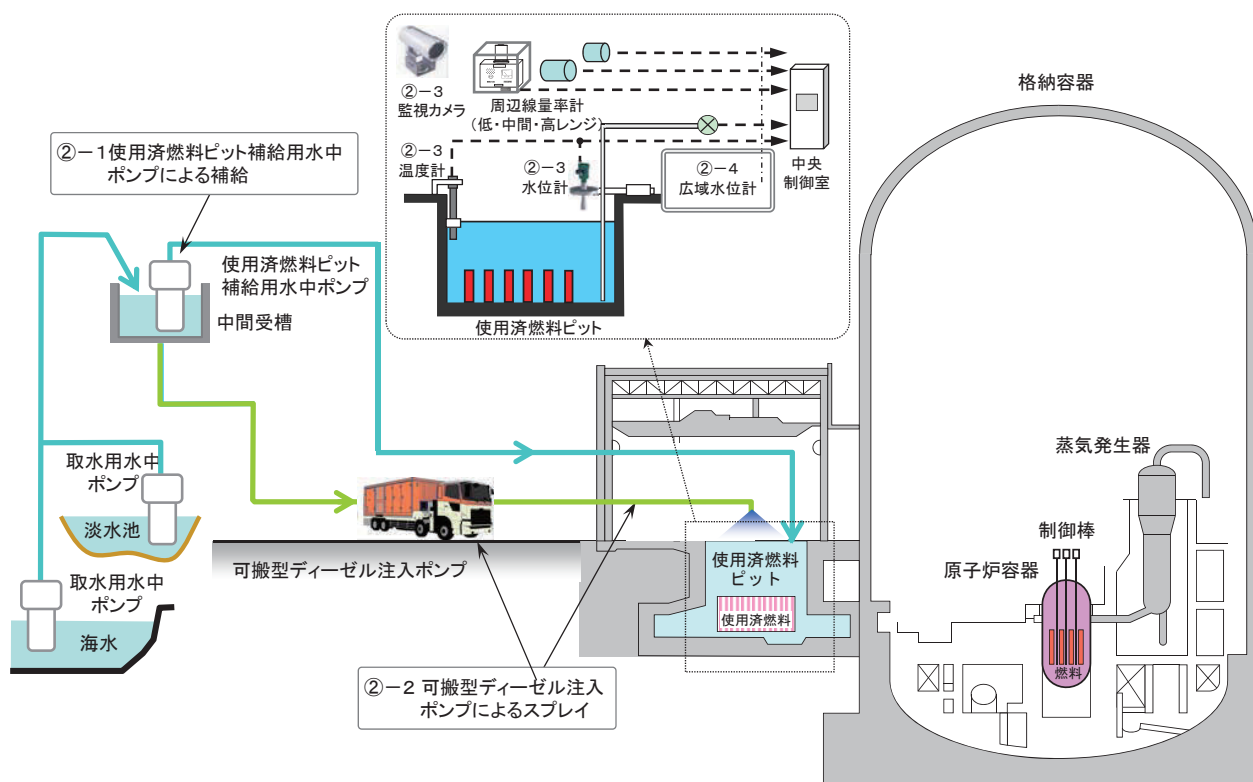 ②－3
監視カメラ
周辺線量率計
（低・中間・高レンジ）
②－3
温度計
②－3
水位計
②－4
広域水位計
中央
制御室
使用済燃料ピット
②－1使用済燃料ピット補給用水中
ポンプによる補給
使用済燃料ピット
補給用水中ポンプ
中間受槽
取水用水中
ポンプ
淡水池
取水用水中
ポンプ
海水
可搬型ディーゼル注入ポンプ
②－2 可搬型ディーゼル注入
ポンプによるスプレイ
使用済燃料
ピット
使用済燃料
格納容器
蒸気発生器
制御棒
原子炉容器
燃料